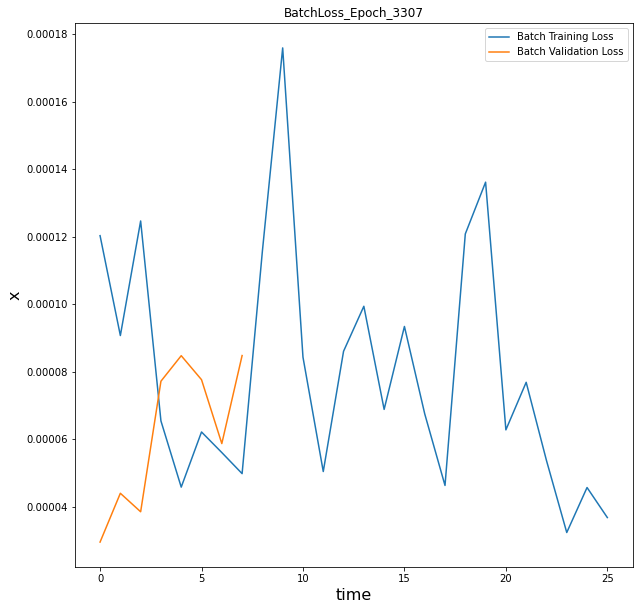 BatchLoss_Epoch_3307
Batch Training Loss
Batch Validation Loss
0.00018
0.00016
0.00014
0.00012
0.00010
0.00008
0.00006
0.00004
x
0 5 10 15 20 25
time